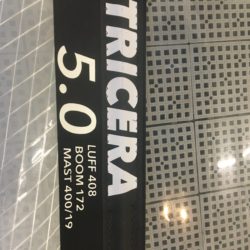 TRICERA
5.0
LUFF 408
BOOM 172
MAST 400/19